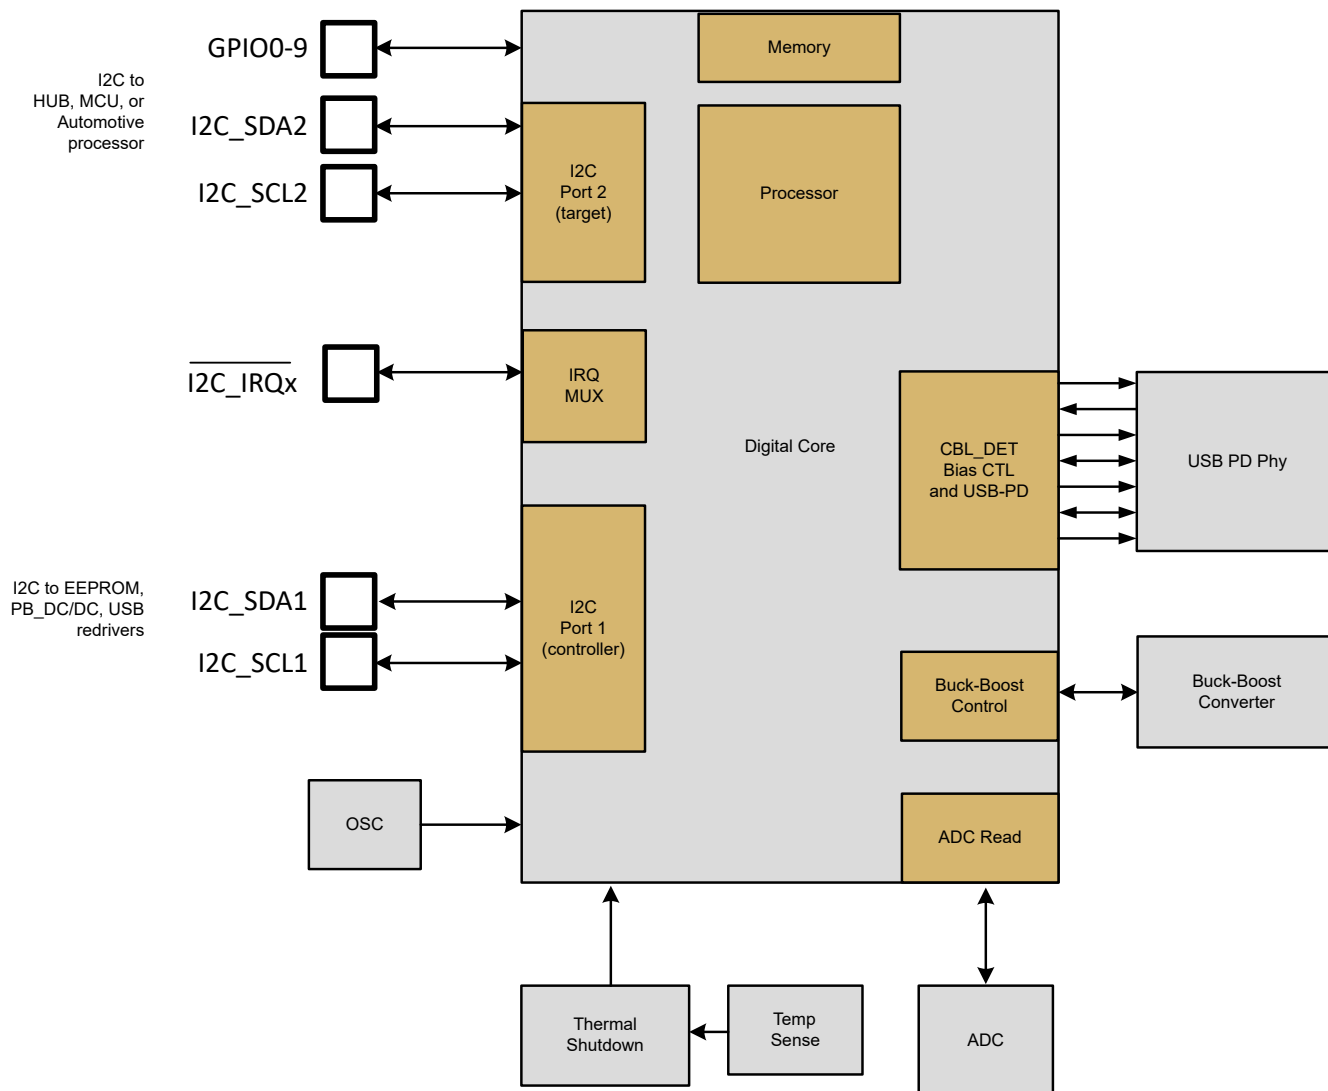 GPIO0-9
Memory
I2C to
HUB, MCU, or
Automotive
processor
I2C_SDA2
I2C_SCL2
I2C
Port 2
(target)
Processor
I2C_IRQx
IRQ
MUX
Digital Core
CBL_DET
Bias CTL
and USB-PD
USB PD Phy
I2C to EEPROM,
PB_DC/DC, USB
redrivers
I2C_SDA1
I2C_SCL1
I2C
Port 1
(controller)
Buck-Boost
Control
Buck-Boost
Converter
OSC
ADC Read
Thermal
Shutdown
Temp
Sense
ADC